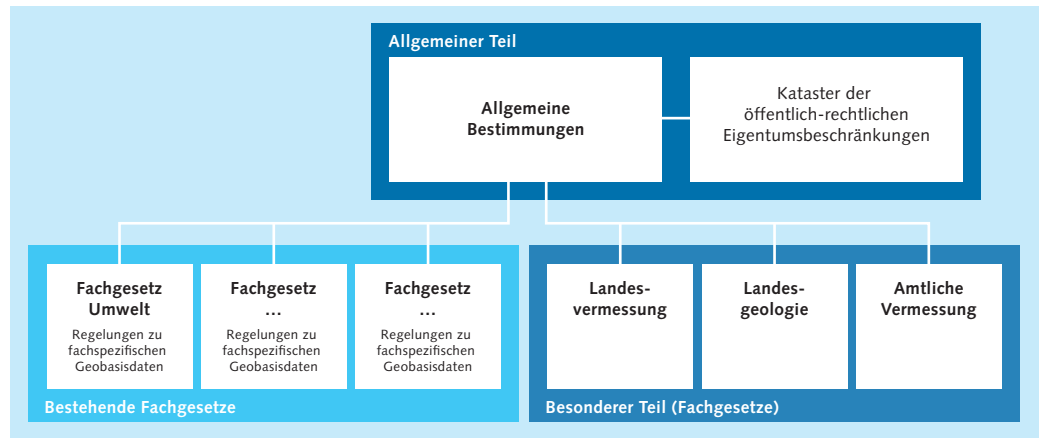 Allgemeiner Teil
Allgemeine
Bestimmungen
Kataster der
öffentlich-rechtlichen
Eigentumsbeschränkungen
Fachgesetz
Umwelt
Regelungen zu
fachspezifischen
Geobasisdaten
Fachgesetz
...
Regelungen zu
fachspezifischen
Geobasisdaten
Fachgesetz
...
Regelungen zu
fachspezifischen
Geobasisdaten
Bestehende Fachgesetze
Landes-
vermessung
Landes-
geologie
Amtliche
Vermessung
Besonderer Teil (Fachgesetze)